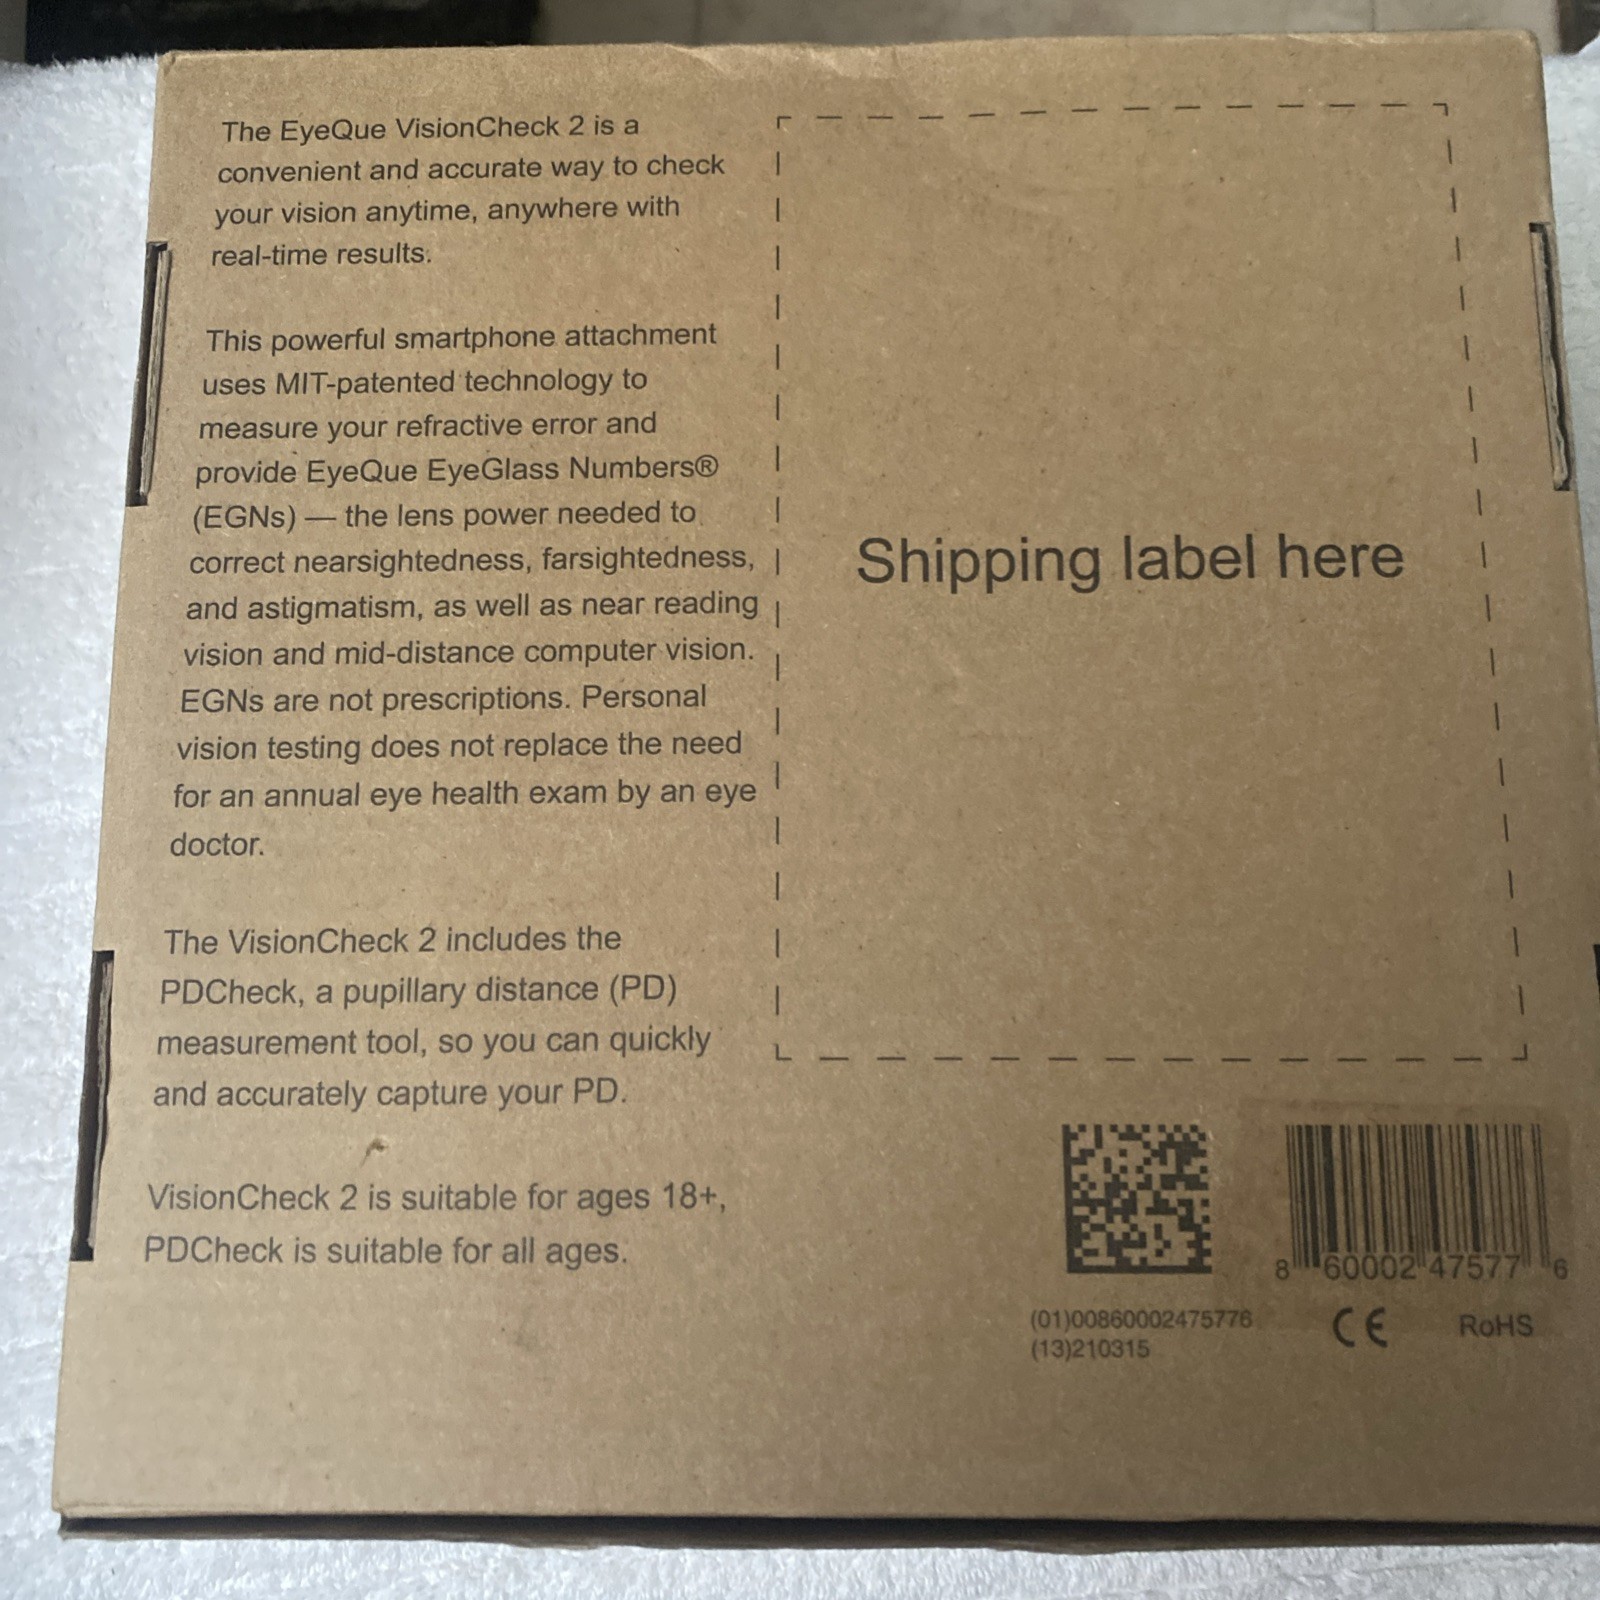 The EyeQue VisionCheck 2 is a
convenient and accurate way to check
your vision anytime, anywhere with
real-time results.
This powerful smartphone attachment
uses MIT-patented technology to
measure your refractive error and
provide EyeQue EyeGlass Numbers®
(EGNs) — the lens power needed to
correct nearsightedness, farsightedness,
and astigmatism, as well as near reading
vision and mid-distance computer vision.
EGNs are not prescriptions. Personal
vision testing does not replace the need
for an annual eye health exam by an eye
doctor.
The VisionCheck 2 includes the
PDCheck, a pupillary distance (PD)
measurement tool, so you can quickly
and accurately capture your PD.
VisionCheck 2 is suitable for ages 18+,
PDCheck is suitable for all ages.
Shipping label here
8 60002 47577 6
(01)00860002475776
(13)210315
CE RoHS